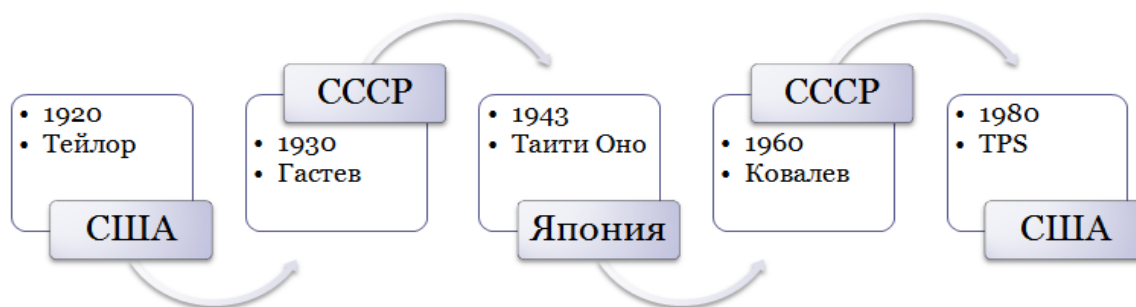 • 1920
• Тейлор
США
СССР
• 1930
• Гастев
• 1943
• Таити Оно
Япония
СССР
• 1960
• Ковалев
• 1980
• TPS
США